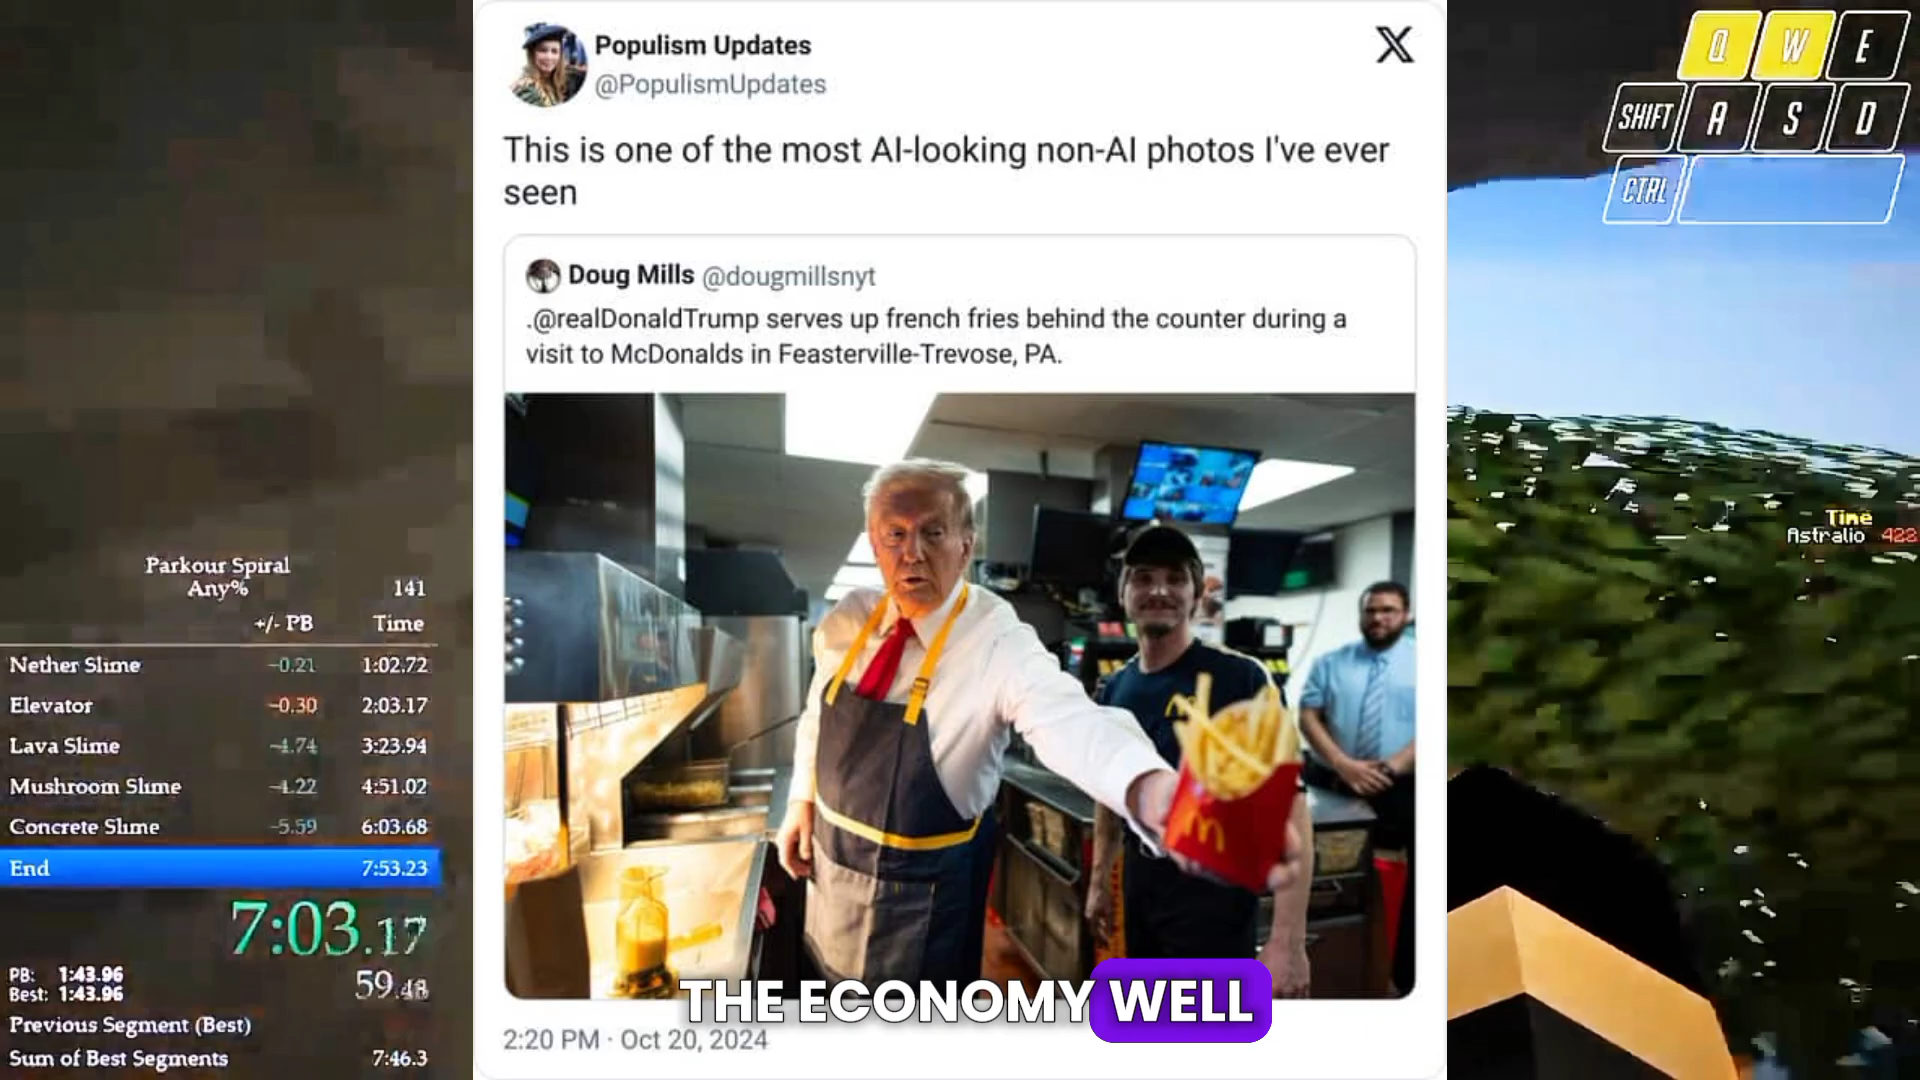 Populism Updates
@PopulismUpdates
This is one of the most AI-looking non-AI photos I've ever
seen
Doug Mills @dougmillsnyt
.@realDonaldTrump serves up french fries behind the counter during a
visit to McDonalds in Feasterville-Trevose, PA.
THE ECONOMY WELL
2:20 PM · Oct 20, 2024
Parkour Spiral
Any% 141
+/- PB Time
Nether Slime −0.21 1:02.72
Elevator −0.30 2:03.17
Lava Slime −4.74 3:23.94
Mushroom Slime −4.22 4:51.02
Concrete Slime −5.59 6:03.68
End 7:53.23
7:03.17
PB: 1:43.96
Best: 1:43.96
59.48
Previous Segment (Best)
Sum of Best Segments 7:46.3
Q W E
SHIFT A S D
CTRL
Time
Astralio 422